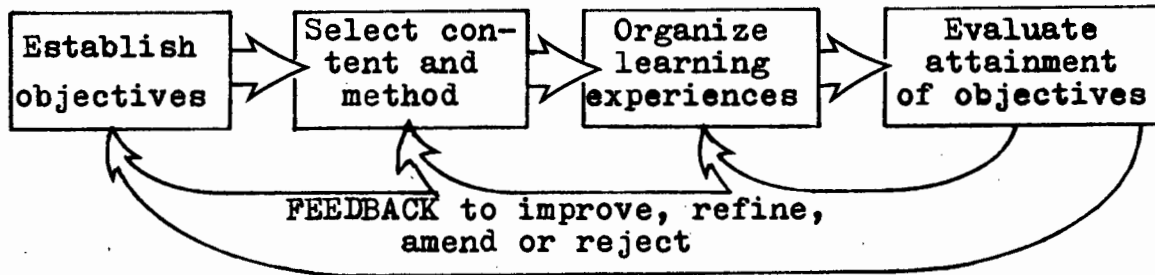 Establish
objectives
Select con-
tent and
method
Organize
learning
experiences
Evaluate
attainment
of objectives
FEEDBACK to improve, refine,
amend or reject